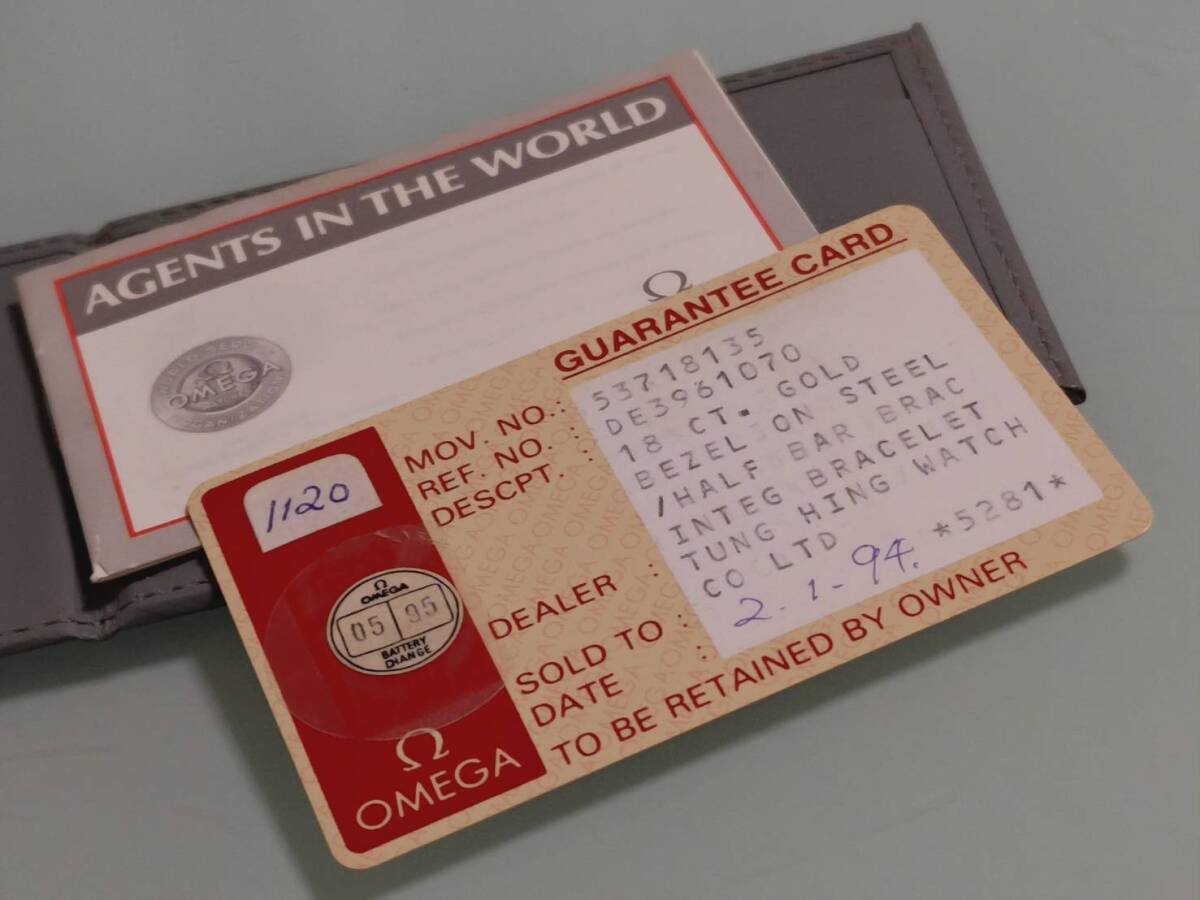 AGENTS IN THE WORLD
OMEGA
Ω
GUARANTEE CARD
MOV. NO. : 53718135
REF. NO. : DE3961070
DESCPT. : 18 CT. GOLD
BEZEL ON STEEL
/HALF BAR BRAC
INTEG BRACELET
DEALER : TUNG HING WATCH
CO LTD *5281*
SOLD TO :
DATE : 2-1-94.
TO BE RETAINED BY OWNER
1120
Ω
OMEGA
05 95
BATTERY
CHANGE
Ω
OMEGA